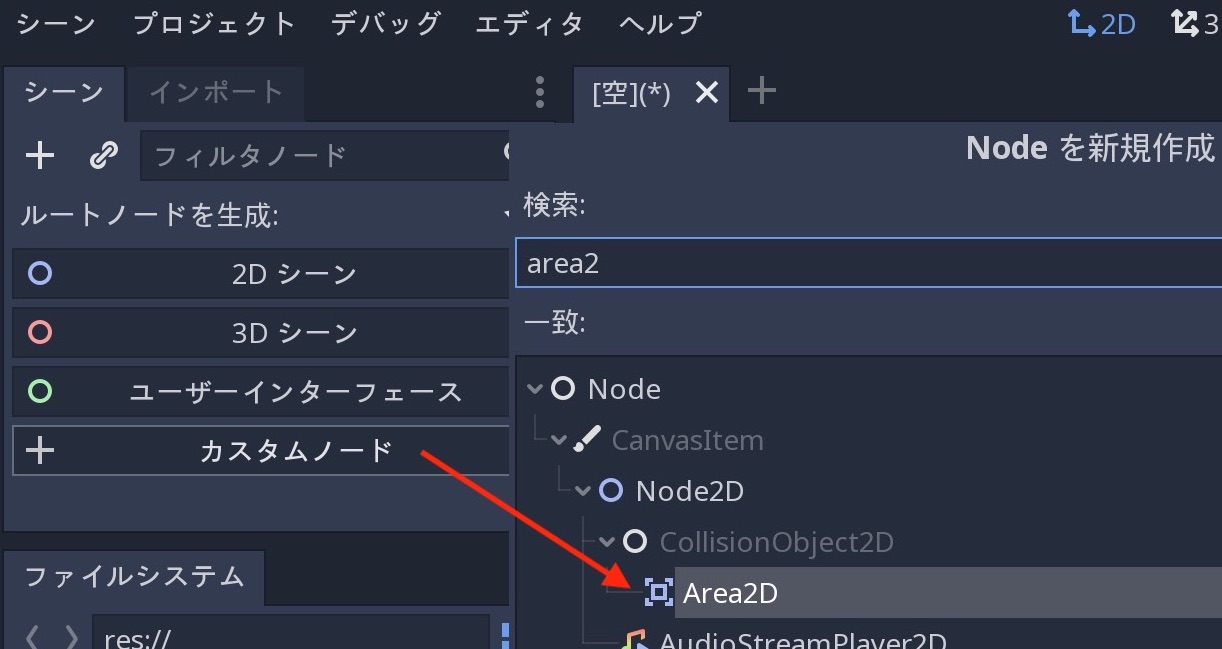 シーン プロジェクト デバッグ エディタ ヘルプ 2D 3
シーン インポート [空](*)
フィルタノード
Node を新規作成
ルートノードを生成:
検索:
area2
2D シーン
一致:
3D シーン
ユーザーインターフェース
カスタムノード
Node
CanvasItem
Node2D
CollisionObject2D
Area2D
AudioStreamPlayer2D
ファイルシステム
res://